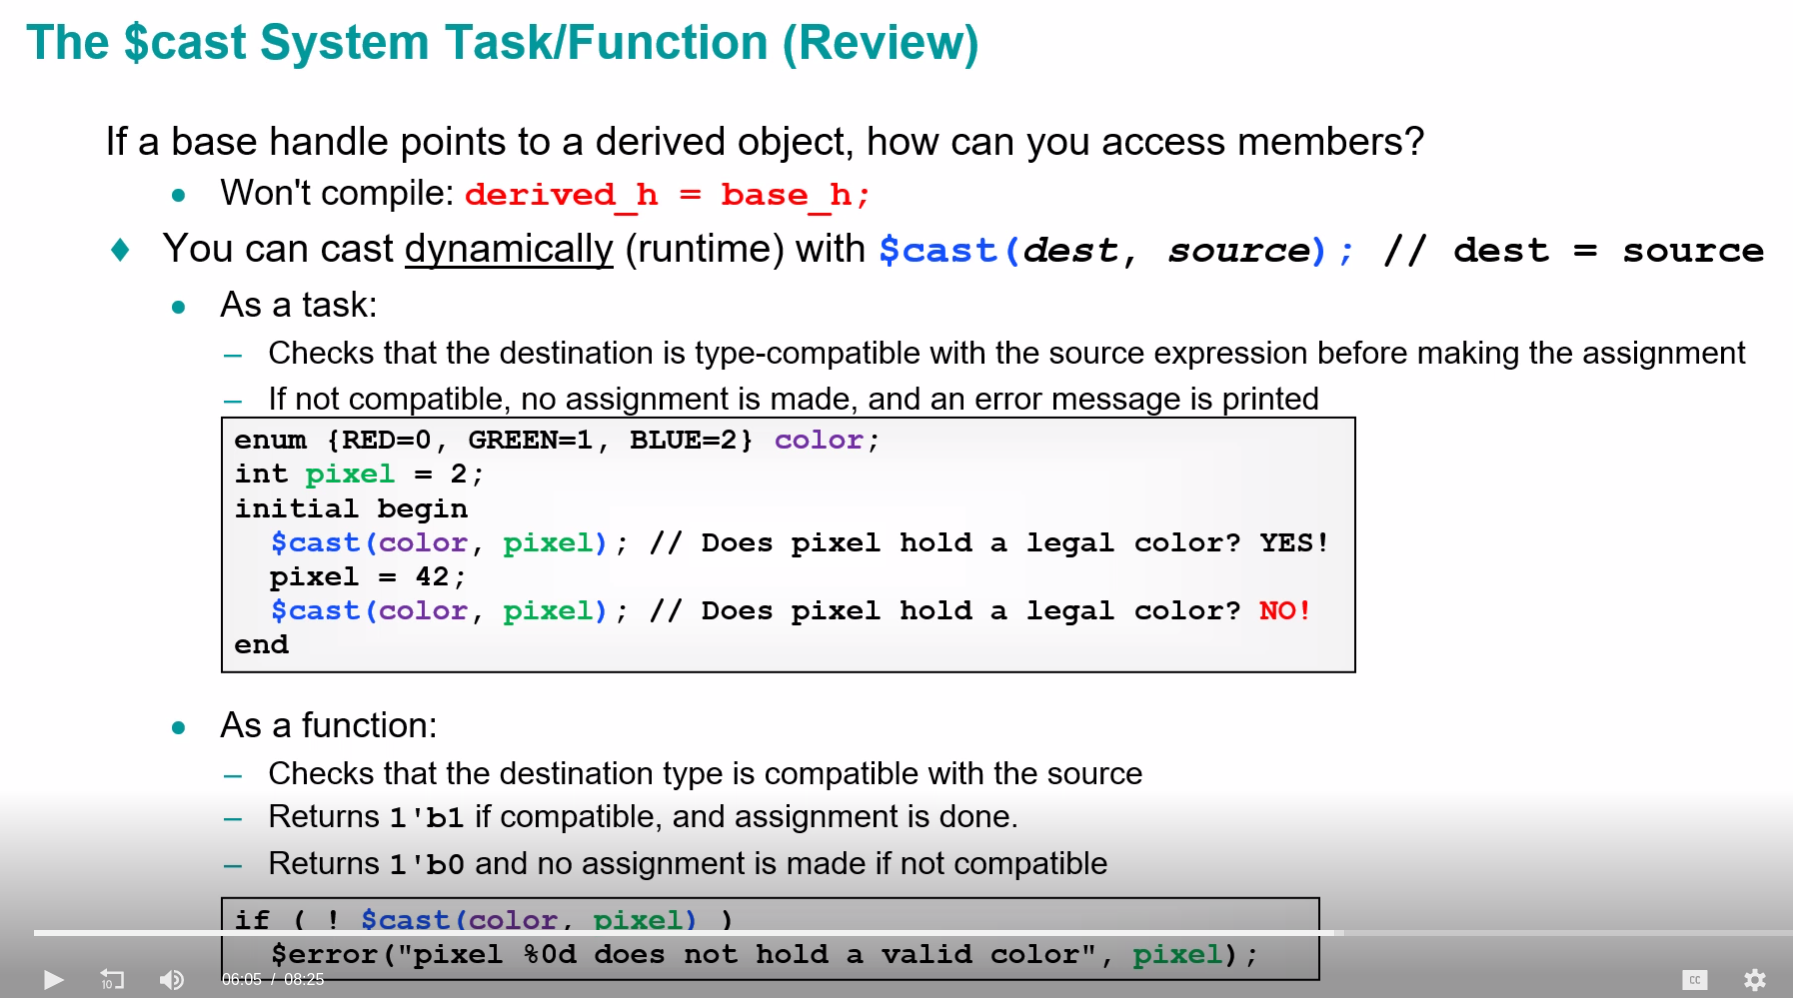 The $cast System Task/Function (Review)
If a base handle points to a derived object, how can you access members?
• Won't compile: derived_h = base_h;
♦ You can cast dynamically (runtime) with $cast(dest, source); // dest = source
• As a task:
– Checks that the destination is type-compatible with the source expression before making the assignment
– If not compatible, no assignment is made, and an error message is printed
enum {RED=0, GREEN=1, BLUE=2} color;
int pixel = 2;
initial begin
$cast(color, pixel); // Does pixel hold a legal color? YES!
pixel = 42;
$cast(color, pixel); // Does pixel hold a legal color? NO!
end
• As a function:
– Checks that the destination type is compatible with the source
– Returns 1'b1 if compatible, and assignment is done.
– Returns 1'b0 and no assignment is made if not compatible
if ( ! $cast(color, pixel) )
$error("pixel %0d does not hold a valid color", pixel);
10
06:05 / 08:25
CC